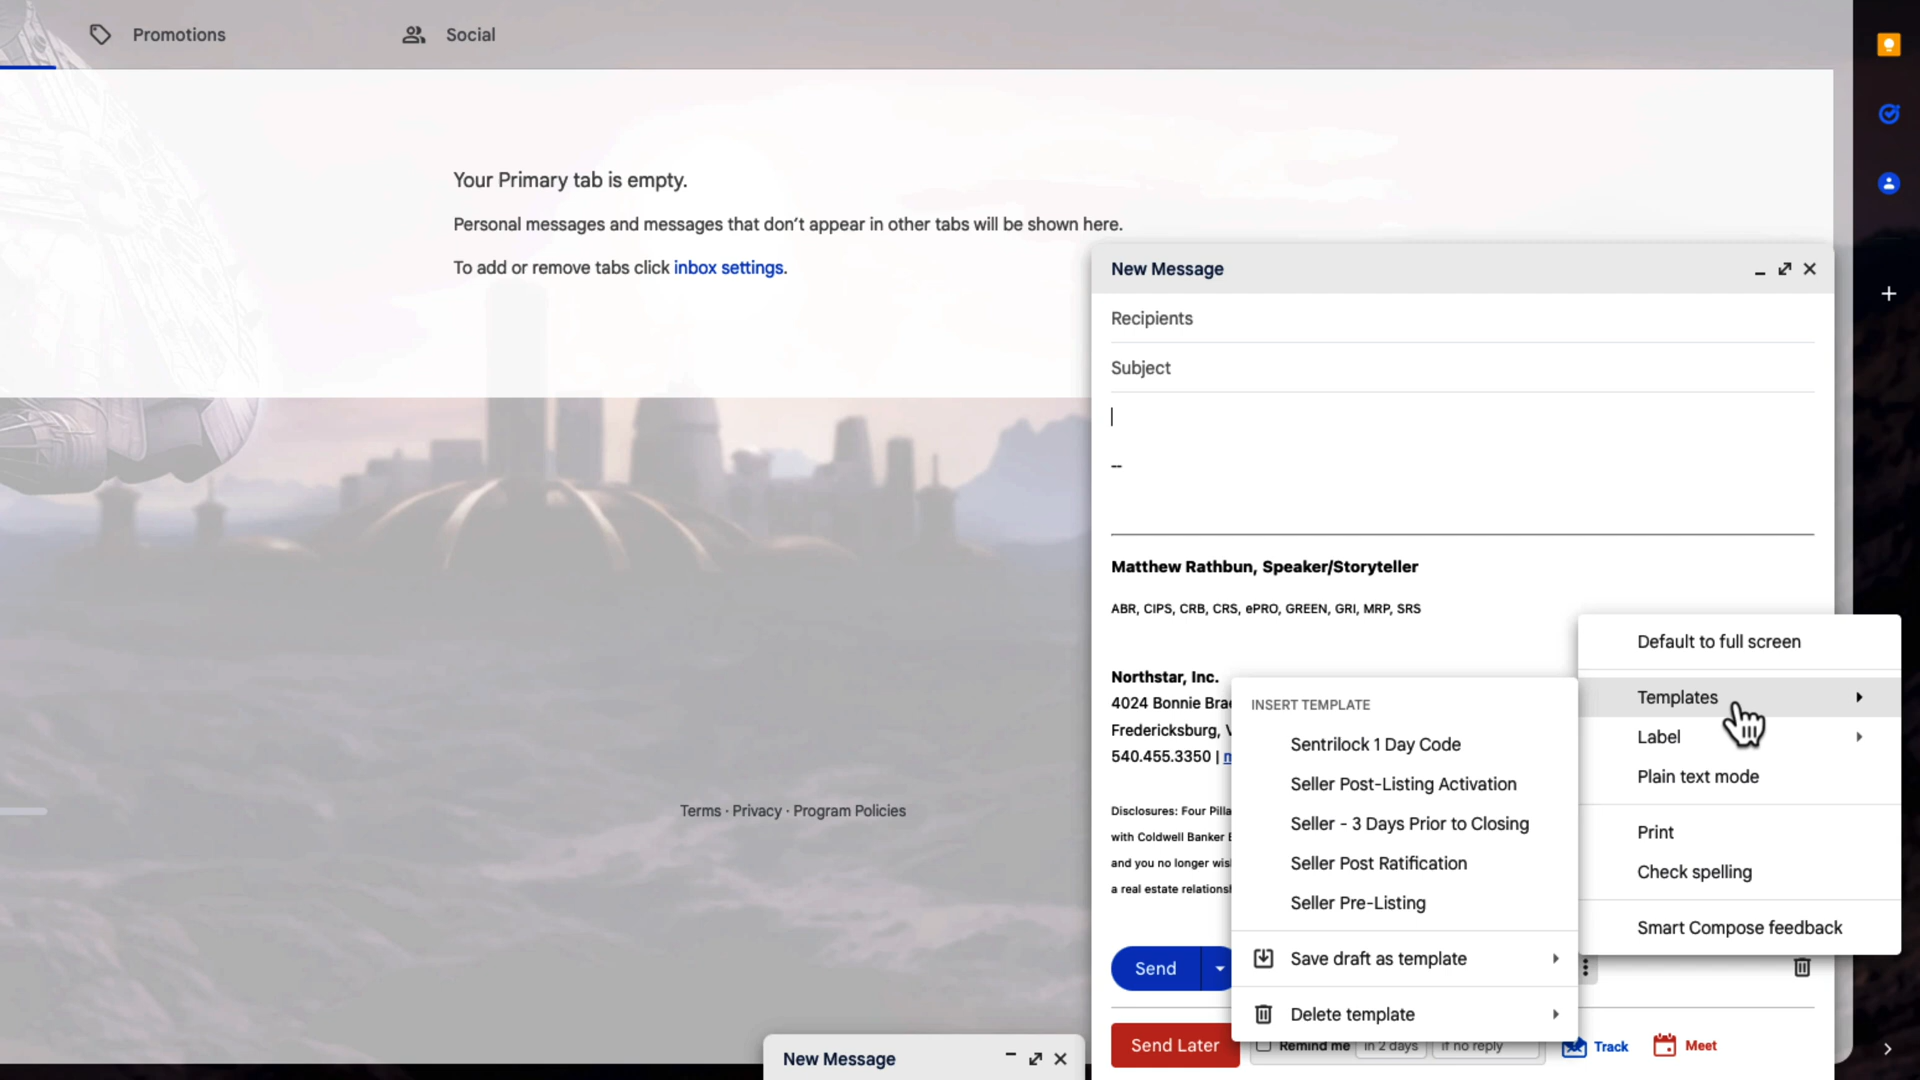 Promotions
Social
Your Primary tab is empty.
Personal messages and messages that don’t appear in other tabs will be shown here.
To add or remove tabs click inbox settings.
New Message
Recipients
Subject
--
Matthew Rathbun, Speaker/Storyteller
ABR, CIPS, CRB, CRS, ePRO, GREEN, GRI, MRP, SRS
Northstar, Inc.
4024 Bonnie
Fredericksburg,
540.455.3350 |
Disclosures: Four
with Coldwell Banker
and you no longer
a real estate
Default to full screen
Templates
Label
Plain text mode
Print
Check spelling
Smart Compose feedback
INSERT TEMPLATE
Sentrilock 1 Day Code
Seller Post-Listing Activation
Seller - 3 Days Prior to Closing
Seller Post Ratification
Seller Pre-Listing
Save draft as template
Delete template
Terms · Privacy · Program Policies
Send
Send Later
Remind me in 2 days if no reply
Track
Meet
New Message